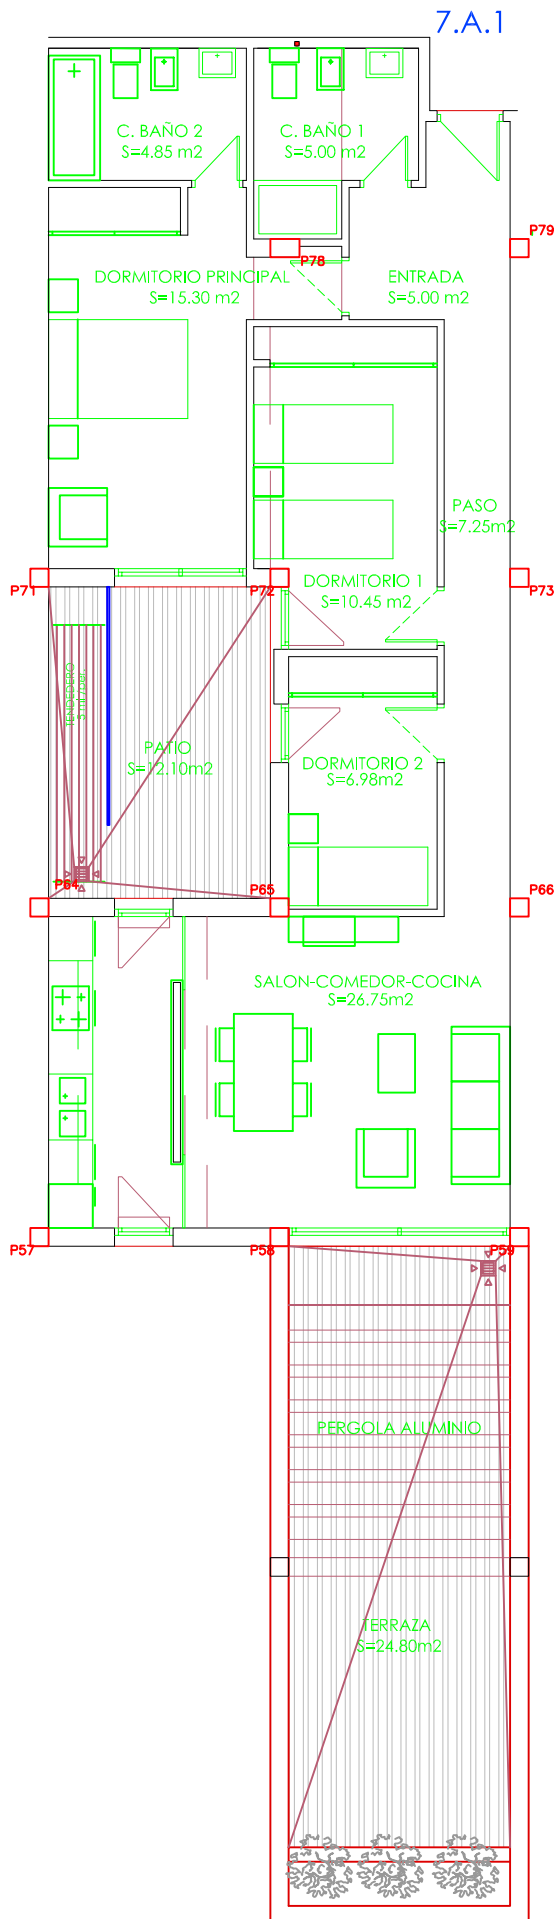 7.A.1
C. BAÑO 2
S=4.85 m2
C. BAÑO 1
S=5.00 m2
P79
P78
DORMITORIO PRINCIPAL
S=15.30 m2
ENTRADA
S=5.00 m2
PASO
S=7.25m2
P71
P72
P73
DORMITORIO 1
S=10.45 m2
TENDEDERO
PATIO
S=12.10m2
DORMITORIO 2
S=6.98m2
P64
P65
P66
SALON-COMEDOR-COCINA
S=26.75m2
P57
P58
P59
PERGOLA ALUMINIO
TERRAZA
S=24.80m2